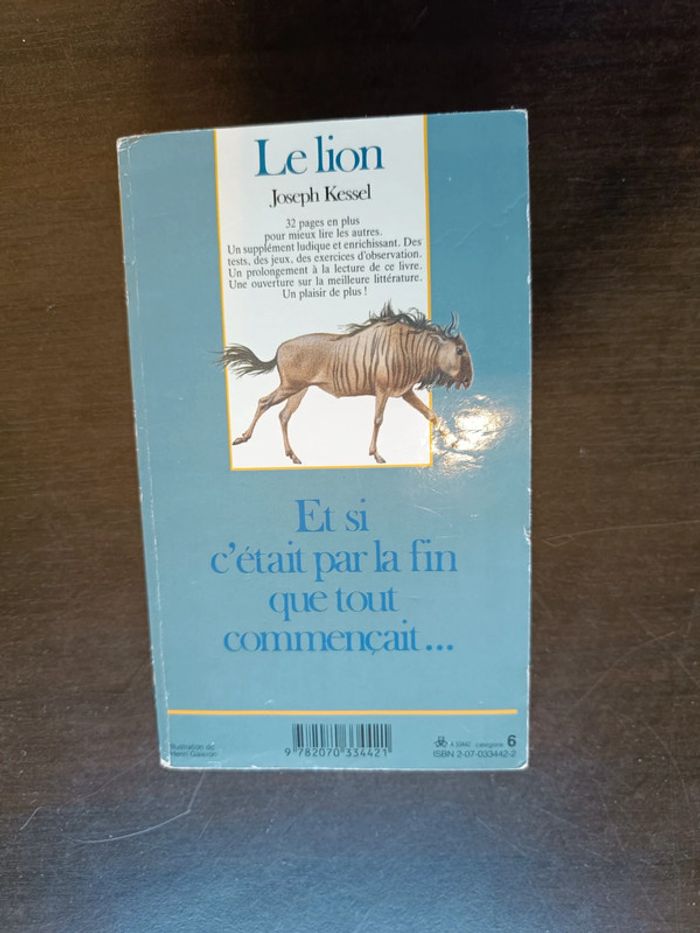 Le lion
Joseph Kessel
32 pages en plus
pour mieux lire les autres.
Un supplément ludique et enrichissant. Des
tests, des jeux, des exercices d'observation.
Un prolongement à la lecture de ce livre.
Une ouverture sur la meilleure littérature.
Un plaisir de plus !
Et si
c'était par la fin
que tout
commençait...
Illustration de
Henri Galeron
9 782070 334421
A 33442 catégorie 6
ISBN 2-07-033442-2